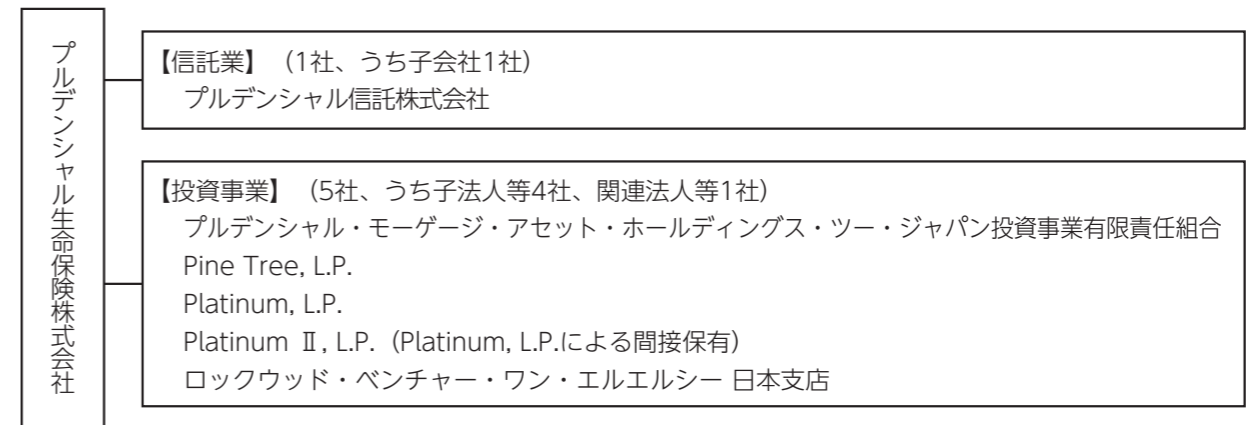 プルデンシャル生命保険株式会社
【信託業】（1社、うち子会社1社）
プルデンシャル信託株式会社
【投資事業】（5社、うち子法人等4社、関連法人等1社）
プルデンシャル・モーゲージ・アセット・ホールディングス・ツー・ジャパン投資事業有限責任組合
Pine Tree, L.P.
Platinum, L.P.
Platinum Ⅱ, L.P.（Platinum, L.P.による間接保有）
ロックウッド・ベンチャー・ワン・エルエルシー 日本支店